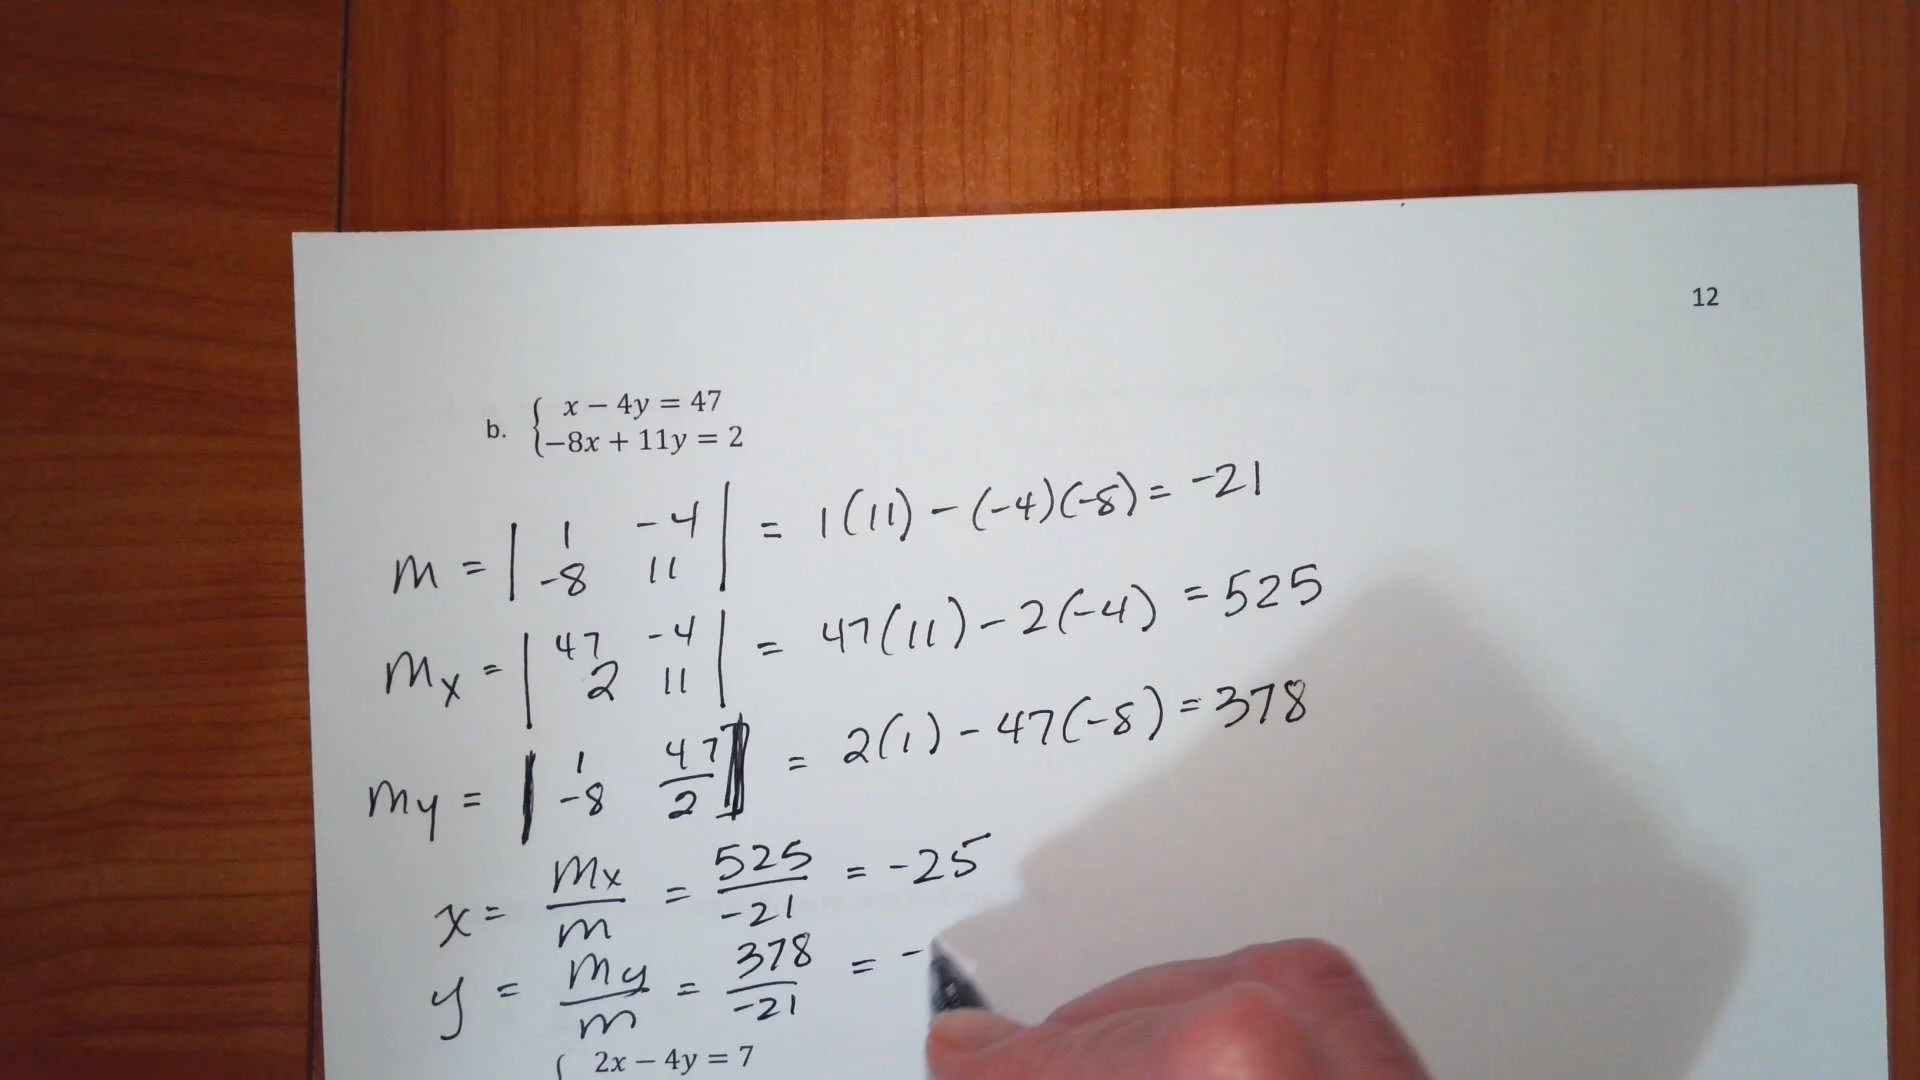 12
b. { x − 4y = 47
−8x + 11y = 2
m = | 1 -4 | = 1(11) - (-4)(-8) = -21
-8 11
mx = | 47 -4 | = 47(11) - 2(-4) = 525
2 11
my = | 1 47 | = 2(1) - 47(-8) = 378
-8 2
x = mx/m = 525/-21 = -25
y = my/m = 378/-21 = -
{ 2x − 4y = 7